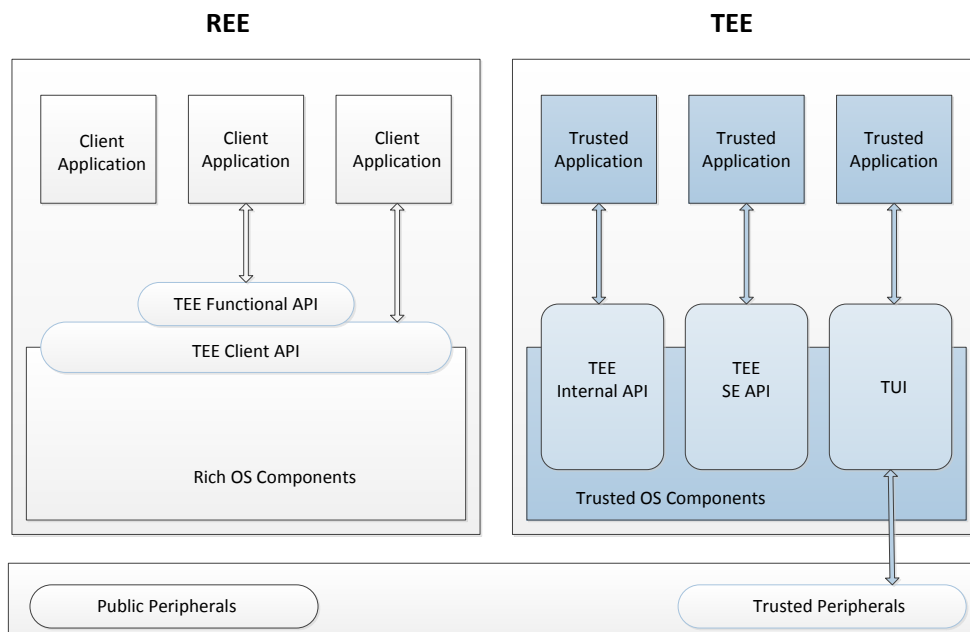 REE
TEE
Client
Application
Client
Application
Client
Application
Trusted
Application
Trusted
Application
Trusted
Application
TEE Functional API
TEE Client API
TEE
Internal API
TEE
SE API
TUI
Rich OS Components
Trusted OS Components
Public Peripherals
Trusted Peripherals